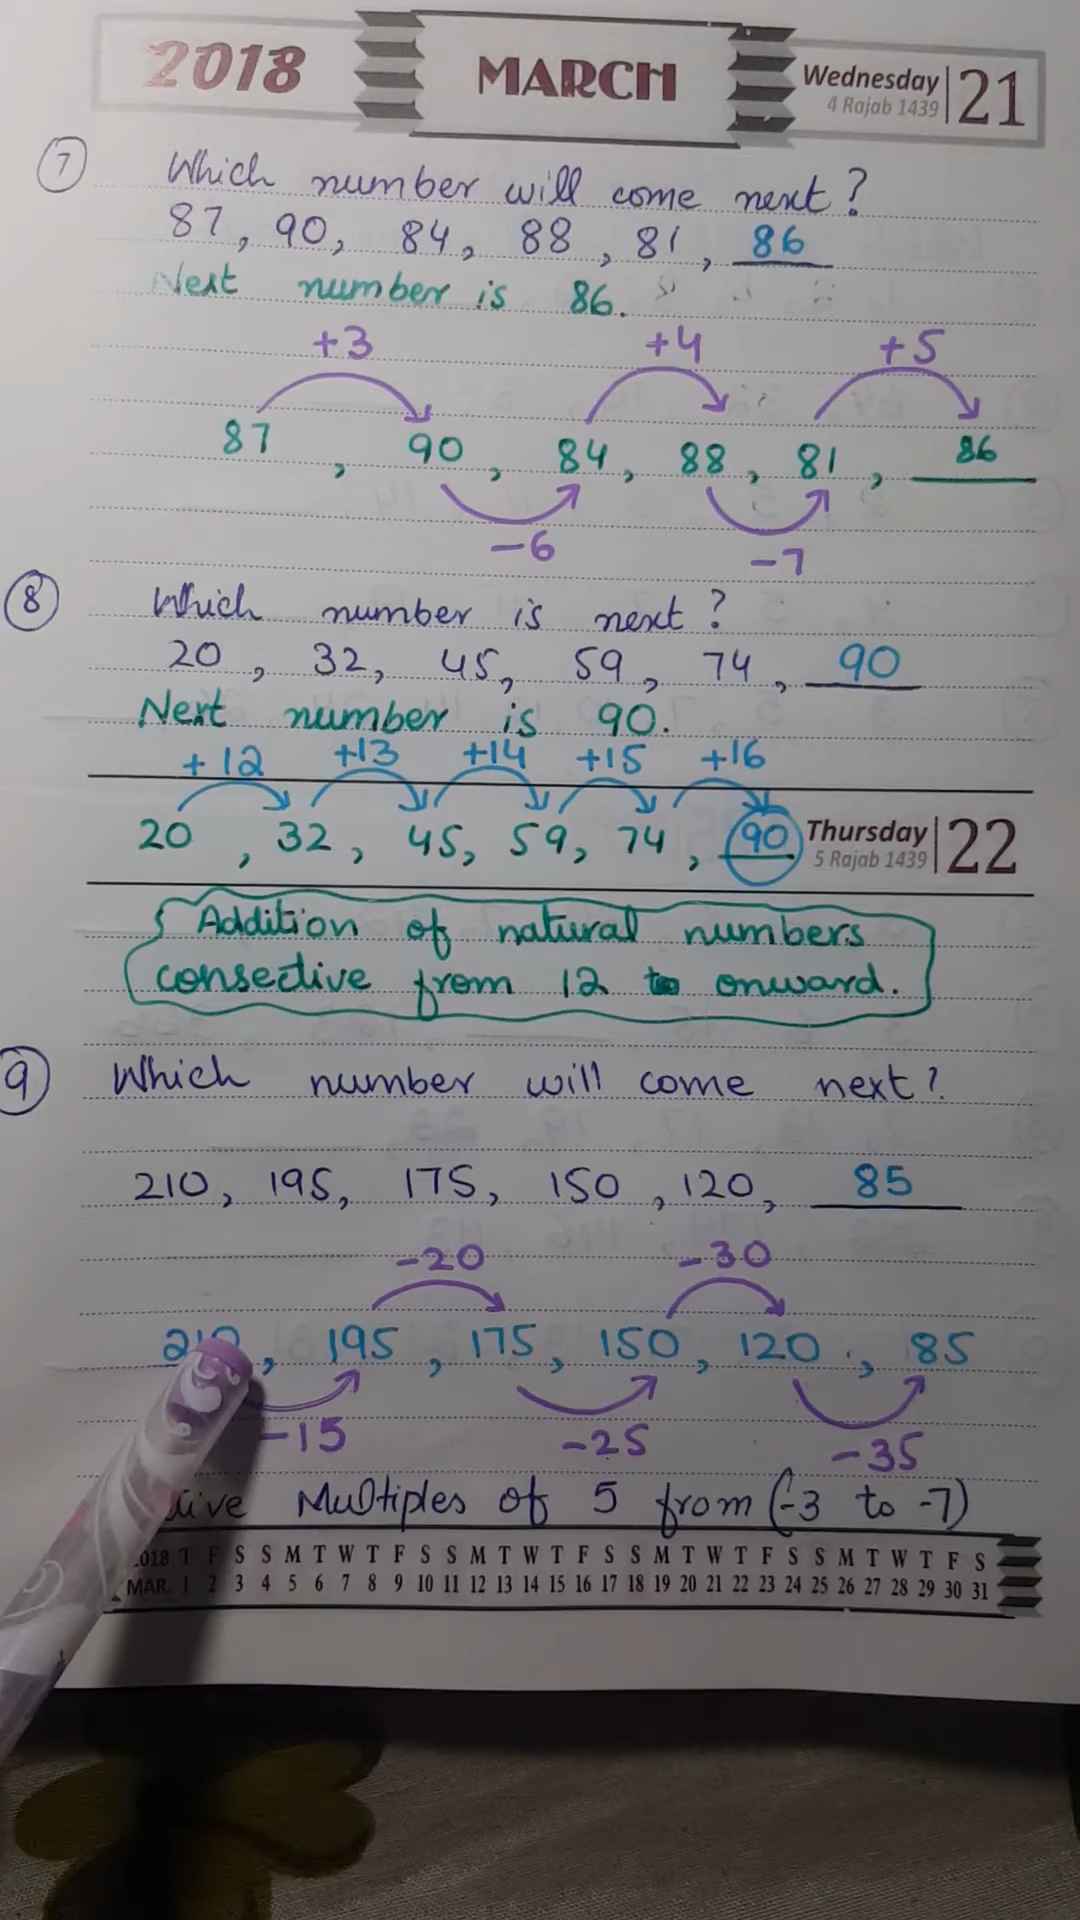 2018 MARCH Wednesday 21
4 Rajab 1439
7 Which number will come next?
87, 90, 84, 88, 81, 86
Next number is 86.
+3 +4 +5
87, 90, 84, 88, 81, 86
-6 -7
8 Which number is next?
20, 32, 45, 59, 74, 90
Next number is 90.
+12 +13 +14 +15 +16
20, 32, 45, 59, 74, 90 Thursday 22
5 Rajab 1439
Addition of natural numbers
consective from 12 onward.
9 Which number will come next?
210, 195, 175, 150, 120, 85
-20 -30
210, 195, 175, 150, 120, 85
-15 -25 -35
Multiples of 5 from (-3 to -7)
2018 T F S S M T W T F S S M T W T F S S M T W T F S S M T W T F S
MAR. 1 2 3 4 5 6 7 8 9 10 11 12 13 14 15 16 17 18 19 20 21 22 23 24 25 26 27 28 29 30 31